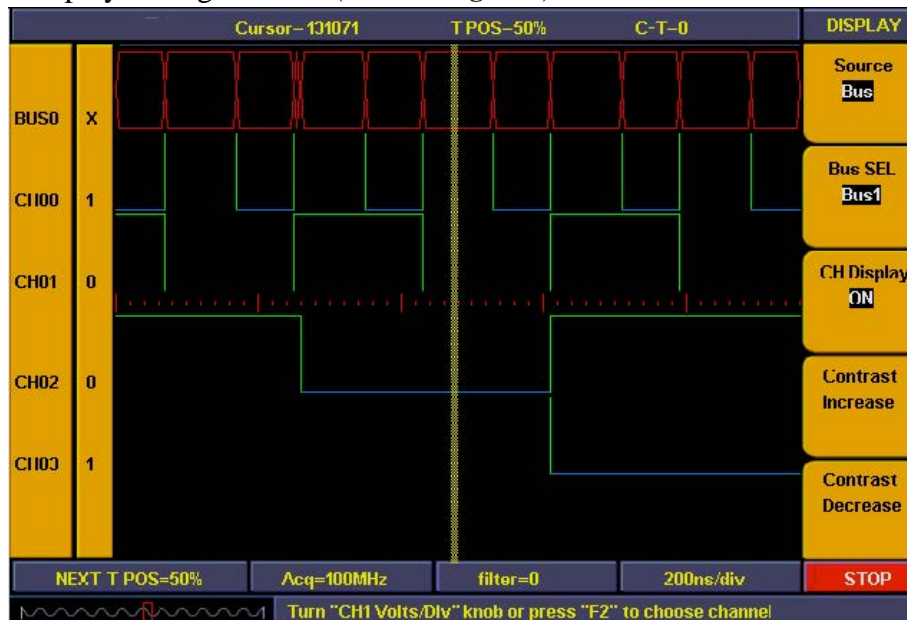 Cursor=131071 T POS=50% C-T=0 DISPLAY
Source
Bus
BUS0 X
Bus SEL
Bus1
CH00 1
CH Display
ON
CH01 0
CH02 0
Contrast
Increase
CH03 1
Contrast
Decrease
NEXT T POS=50% Acq=100MHz filter=0 200ns/div STOP
Turn "CH1 Volts/Div" knob or press "F2" to choose channel